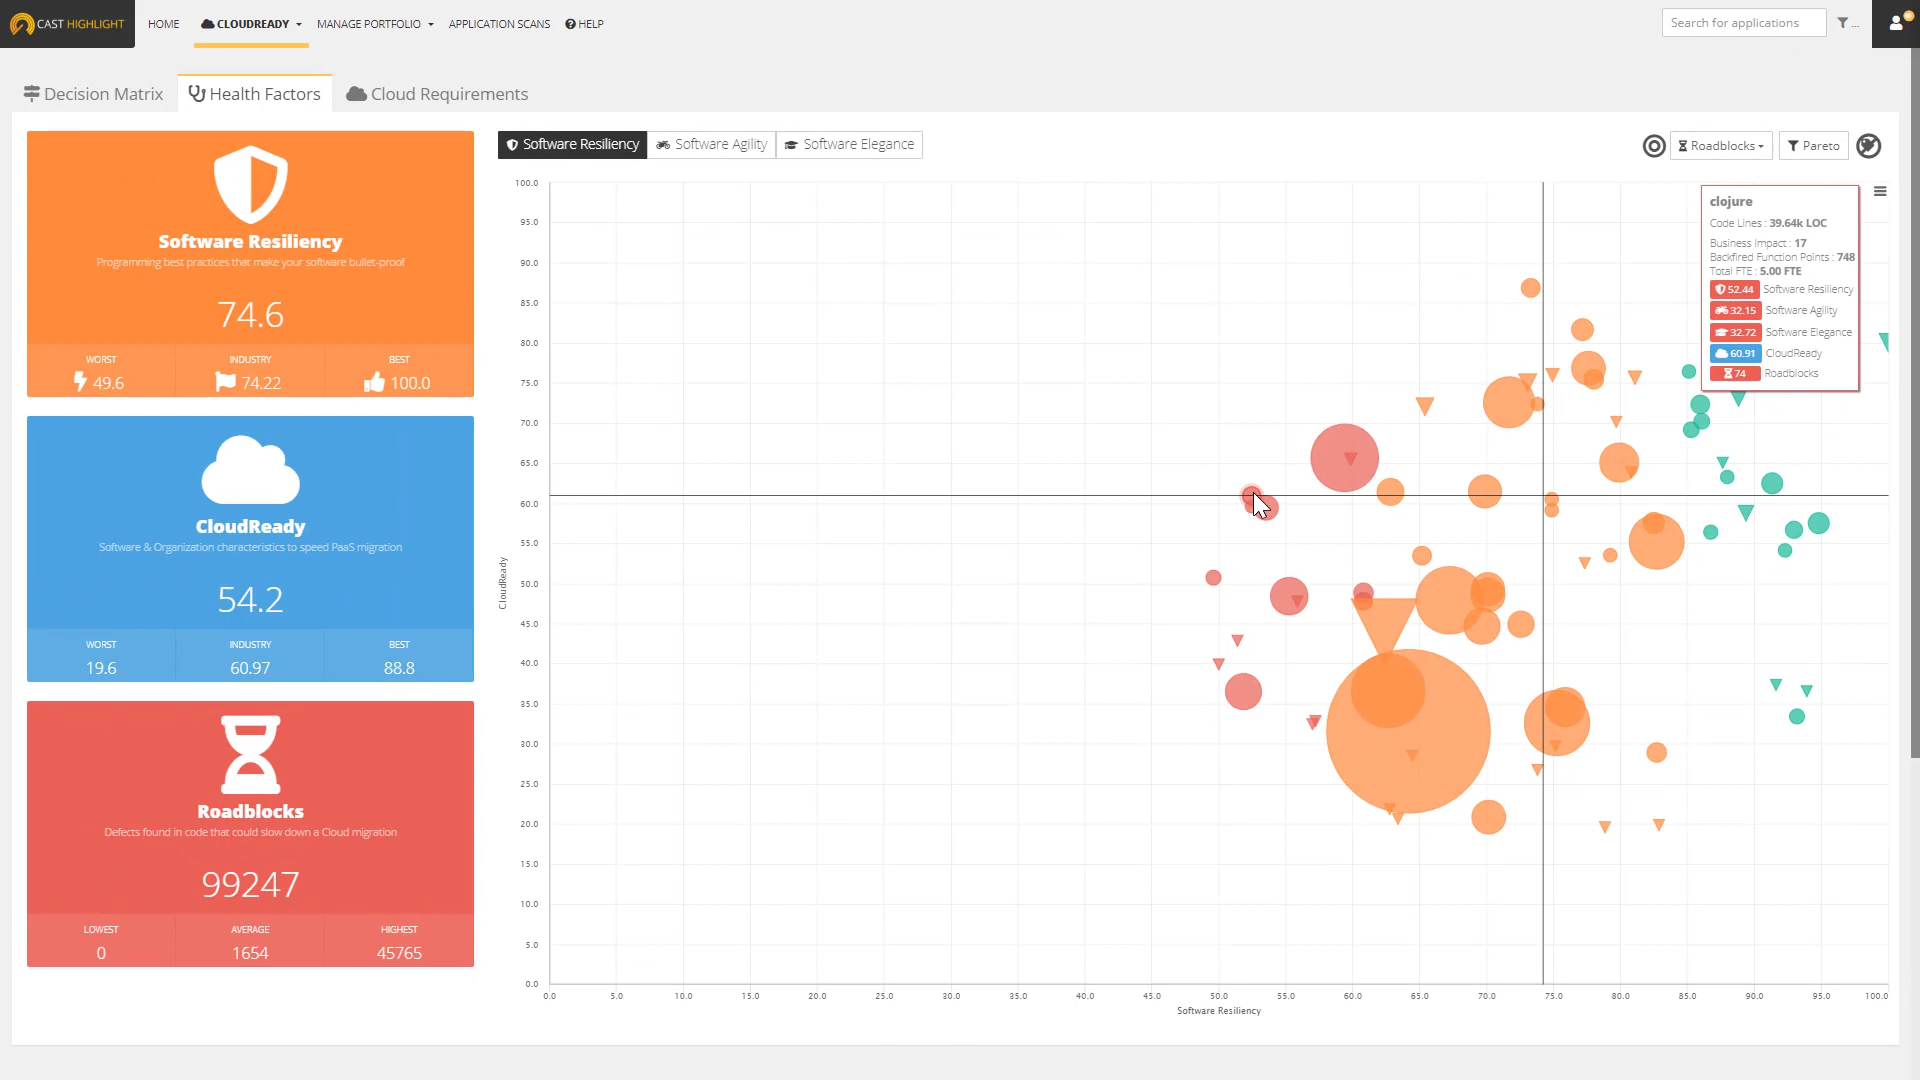 CAST HIGHLIGHT
HOME
CLOUDREADY
MANAGE PORTFOLIO
APPLICATION SCANS
HELP
Search for applications
...
Decision Matrix
Health Factors
Cloud Requirements
Software Resiliency
Programming best practices that make your software bullet-proof
74.6
WORST INDUSTRY BEST
49.6 74.22 100.0
CloudReady
Software & Organization characteristics to speed PaaS migration
54.2
WORST INDUSTRY BEST
19.6 60.97 88.8
Roadblocks
Defects found in code that could slow down a Cloud migration
99247
LOWEST AVERAGE HIGHEST
0 1654 45765
Software Resiliency
Software Agility
Software Elegance
Roadblocks
Pareto
clojure
Code Lines : 39.64k LOC
Business Impact : 17
Backfired Function Points : 748
Total FTE : 5.00 FTE
52.44 Software Resiliency
32.15 Software Agility
32.72 Software Elegance
60.91 CloudReady
74 Roadblocks
100.0
95.0
90.0
85.0
80.0
75.0
70.0
65.0
60.0
55.0
50.0
45.0
40.0
35.0
30.0
25.0
20.0
15.0
10.0
5.0
0.0
CloudReady
0.0 5.0 10.0 15.0 20.0 25.0 30.0 35.0 40.0 45.0 50.0 55.0 60.0 65.0 70.0 75.0 80.0 85.0 90.0 95.0 100.0
Software Resiliency